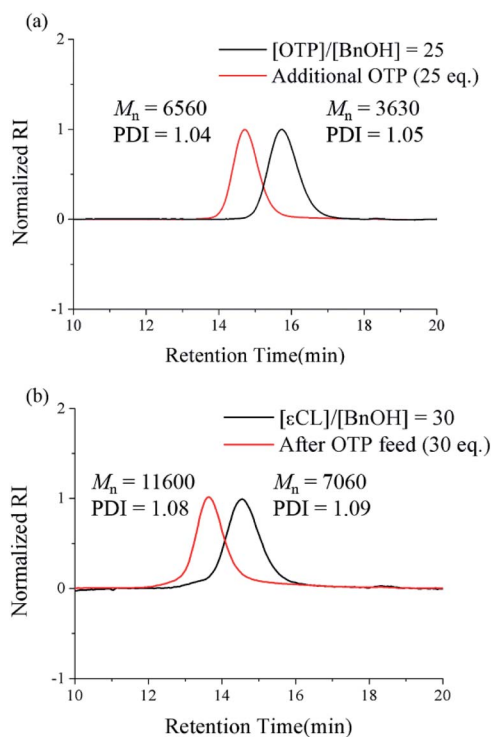 (a)
[OTP]/[BnOH] = 25
Additional OTP (25 eq.)
Mn = 6560
PDI = 1.04
Mn = 3630
PDI = 1.05
Normalized RI
2
1
0
-1
10 12 14 16 18 20
Retention Time(min)
(b)
[εCL]/[BnOH] = 30
After OTP feed (30 eq.)
Mn = 11600
PDI = 1.08
Mn = 7060
PDI = 1.09
Normalized RI
2
1
0
-1
10 12 14 16 18 20
Retention Time(min)